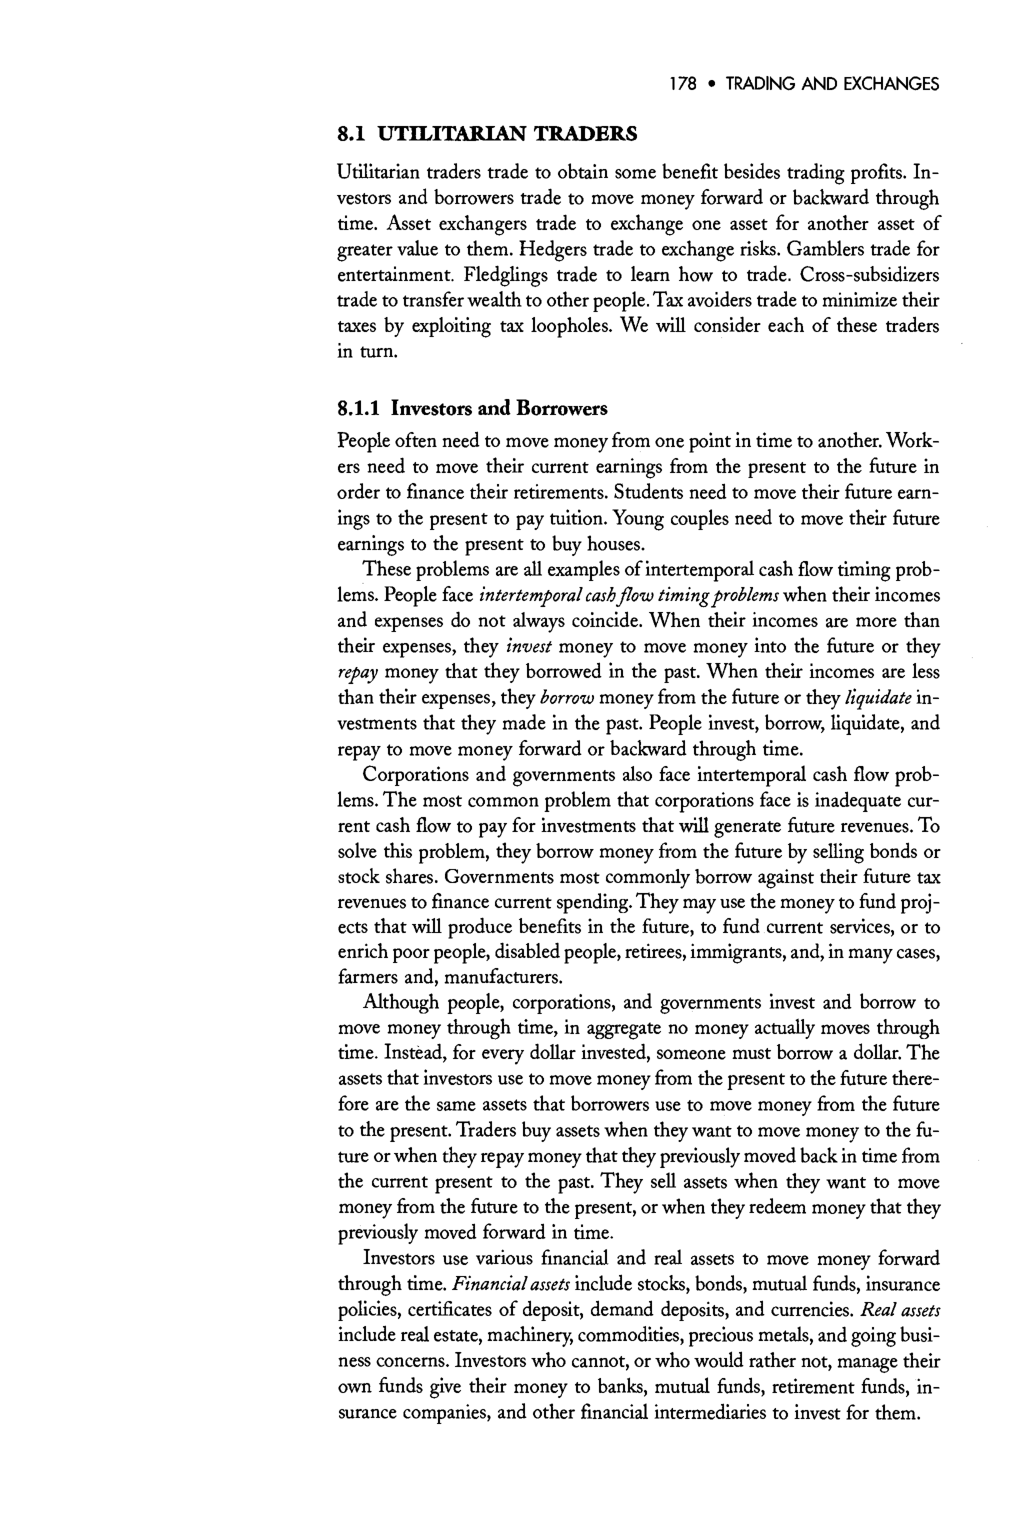 178 • TRADING AND EXCHANGES
8.1 UTILITARIAN TRADERS
Utilitarian traders trade to obtain some benefit besides trading profits. In-
vestors and borrowers trade to move money forward or backward through
time. Asset exchangers trade to exchange one asset for another asset of
greater value to them. Hedgers trade to exchange risks. Gamblers trade for
entertainment. Fledglings trade to learn how to trade. Cross-subsidizers
trade to transfer wealth to other people. Tax avoiders trade to minimize their
taxes by exploiting tax loopholes. We will consider each of these traders
in turn.
8.1.1 Investors and Borrowers
People often need to move money from one point in time to another. Work-
ers need to move their current earnings from the present to the future in
order to finance their retirements. Students need to move their future earn-
ings to the present to pay tuition. Young couples need to move their future
earnings to the present to buy houses.
These problems are all examples of intertemporal cash flow timing prob-
lems. People face intertemporal cash flow timing problems when their incomes
and expenses do not always coincide. When their incomes are more than
their expenses, they invest money to move money into the future or they
repay money that they borrowed in the past. When their incomes are less
than their expenses, they borrow money from the future or they liquidate in-
vestments that they made in the past. People invest, borrow, liquidate, and
repay to move money forward or backward through time.
Corporations and governments also face intertemporal cash flow prob-
lems. The most common problem that corporations face is inadequate cur-
rent cash flow to pay for investments that will generate future revenues. To
solve this problem, they borrow money from the future by selling bonds or
stock shares. Governments most commonly borrow against their future tax
revenues to finance current spending. They may use the money to fund proj-
ects that will produce benefits in the future, to fund current services, or to
enrich poor people, disabled people, retirees, immigrants, and, in many cases,
farmers and, manufacturers.
Although people, corporations, and governments invest and borrow to
move money through time, in aggregate no money actually moves through
time. Instead, for every dollar invested, someone must borrow a dollar. The
assets that investors use to move money from the present to the future there-
fore are the same assets that borrowers use to move money from the future
to the present. Traders buy assets when they want to move money to the fu-
ture or when they repay money that they previously moved back in time from
the current present to the past. They sell assets when they want to move
money from the future to the present, or when they redeem money that they
previously moved forward in time.
Investors use various financial and real assets to move money forward
through time. Financial assets include stocks, bonds, mutual funds, insurance
policies, certificates of deposit, demand deposits, and currencies. Real assets
include real estate, machinery, commodities, precious metals, and going busi-
ness concerns. Investors who cannot, or who would rather not, manage their
own funds give their money to banks, mutual funds, retirement funds, in-
surance companies, and other financial intermediaries to invest for them.